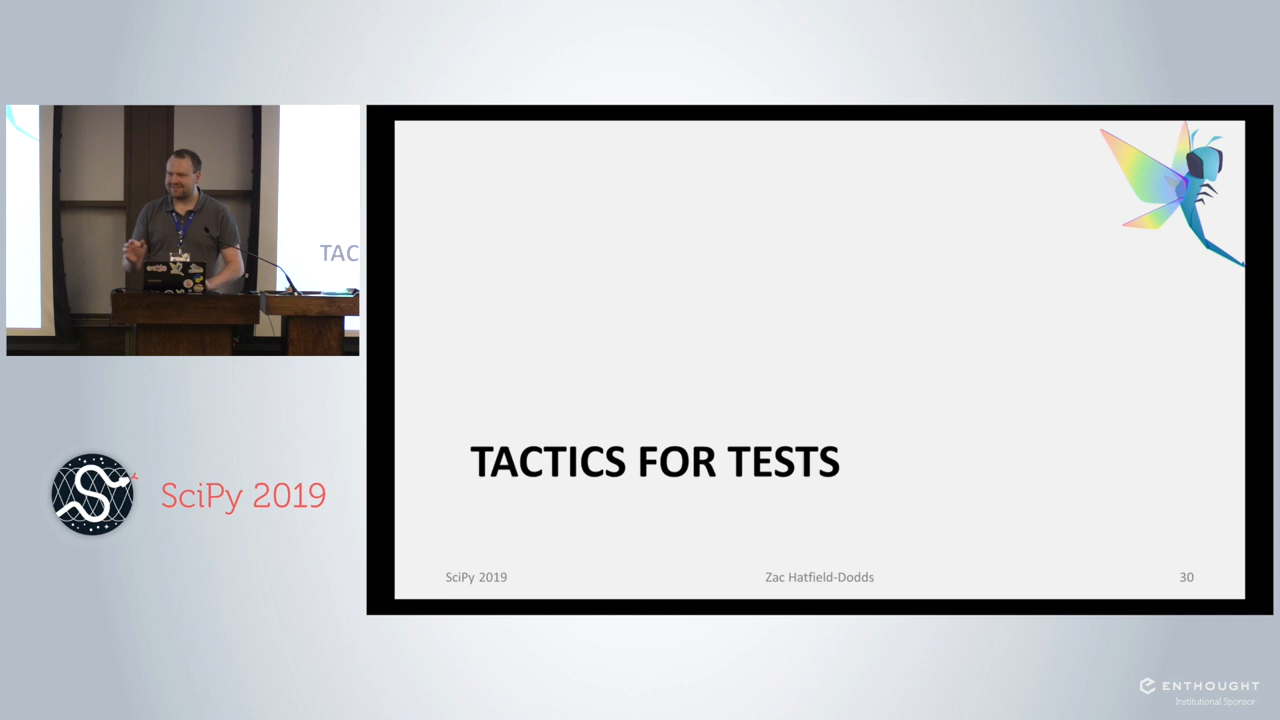 TAC
TACTICS FOR TESTS
SciPy 2019
Zac Hatfield-Dodds
30
SciPy 2019
ENTHOUGHT
Institutional Sponsor